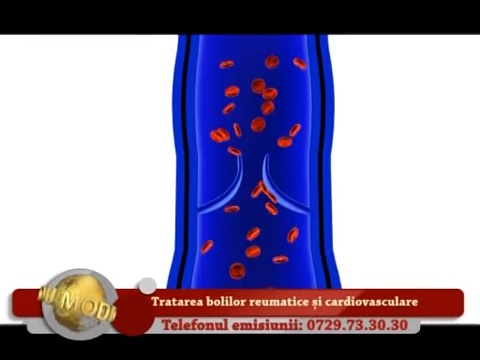 Tratarea bolilor reumatice și cardiovasculare
Telefonul emisiunii: 0729.73.30.30